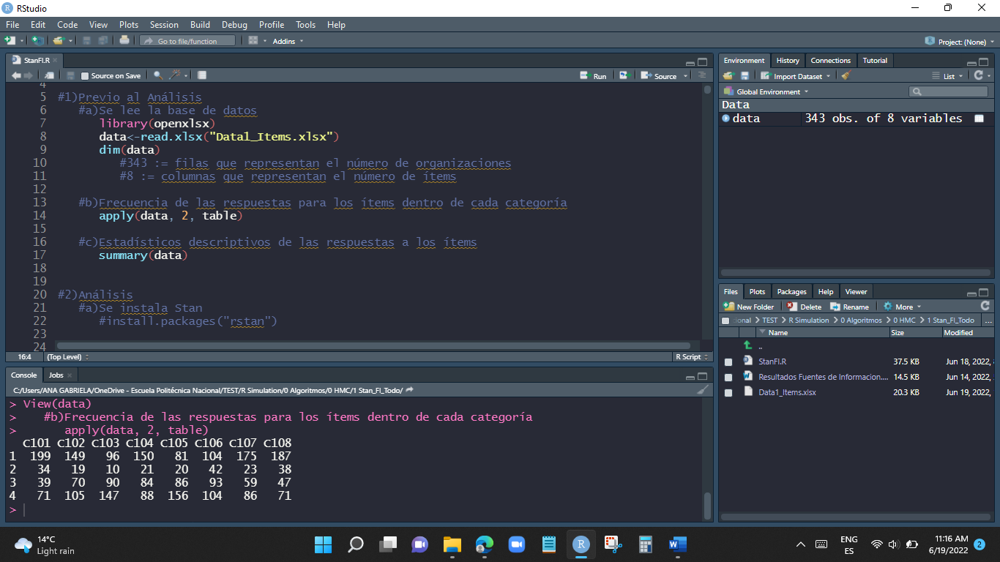 RStudio
File Edit Code View Plots Session Build Debug Profile Tools Help
Go to file/function Addins Project: (None)
StanFI.R
Source on Save Run Source
4
5 #1)Previo al Análisis
6 #a)Se lee la base de datos
7 library(openxlsx)
8 data<-read.xlsx("Data1_Items.xlsx")
9 dim(data)
10 #343 := filas que representan el número de organizaciones
11 #8 := columnas que representan el número de ítems
12
13 #b)Frecuencia de las respuestas para los ítems dentro de cada categoría
14 apply(data, 2, table)
15
16 #c)Estadísticos descriptivos de las respuestas a los ítems
17 summary(data)
18
19
20 #2)Análisis
21 #a)Se instala Stan
22 #install.packages("rstan")
23
24
16:4 (Top Level) R Script
Console Jobs
C:/Users/ANA GABRIELA/OneDrive - Escuela Politécnica Nacional/TEST/R Simulation/0 Algoritmos/0 HMC/1 Stan_FI_Todo/
> View(data)
> #b)Frecuencia de las respuestas para los ítems dentro de cada categoría
> apply(data, 2, table)
c101 c102 c103 c104 c105 c106 c107 c108
1 199 149 96 150 81 104 175 187
2 34 19 10 21 20 42 23 38
3 39 70 90 84 86 93 59 47
4 71 105 147 88 156 104 86 71
>
Environment History Connections Tutorial
Import Dataset List
Global Environment
Data
data 343 obs. of 8 variables
Files Plots Packages Help Viewer
New Folder Delete Rename More
onal > TEST > R Simulation > 0 Algoritmos > 0 HMC > 1 Stan_FI_Todo ...
Name Size Modified
..
StanFI.R 37.5 KB Jun 18, 2022,
Resultados Fuentes de Informacion.... 14.5 KB Jun 14, 2022,
Data1_Items.xlsx 20.3 KB Jun 19, 2022,
14°C
Light rain
ENG
ES
11:16 AM
6/19/2022
2